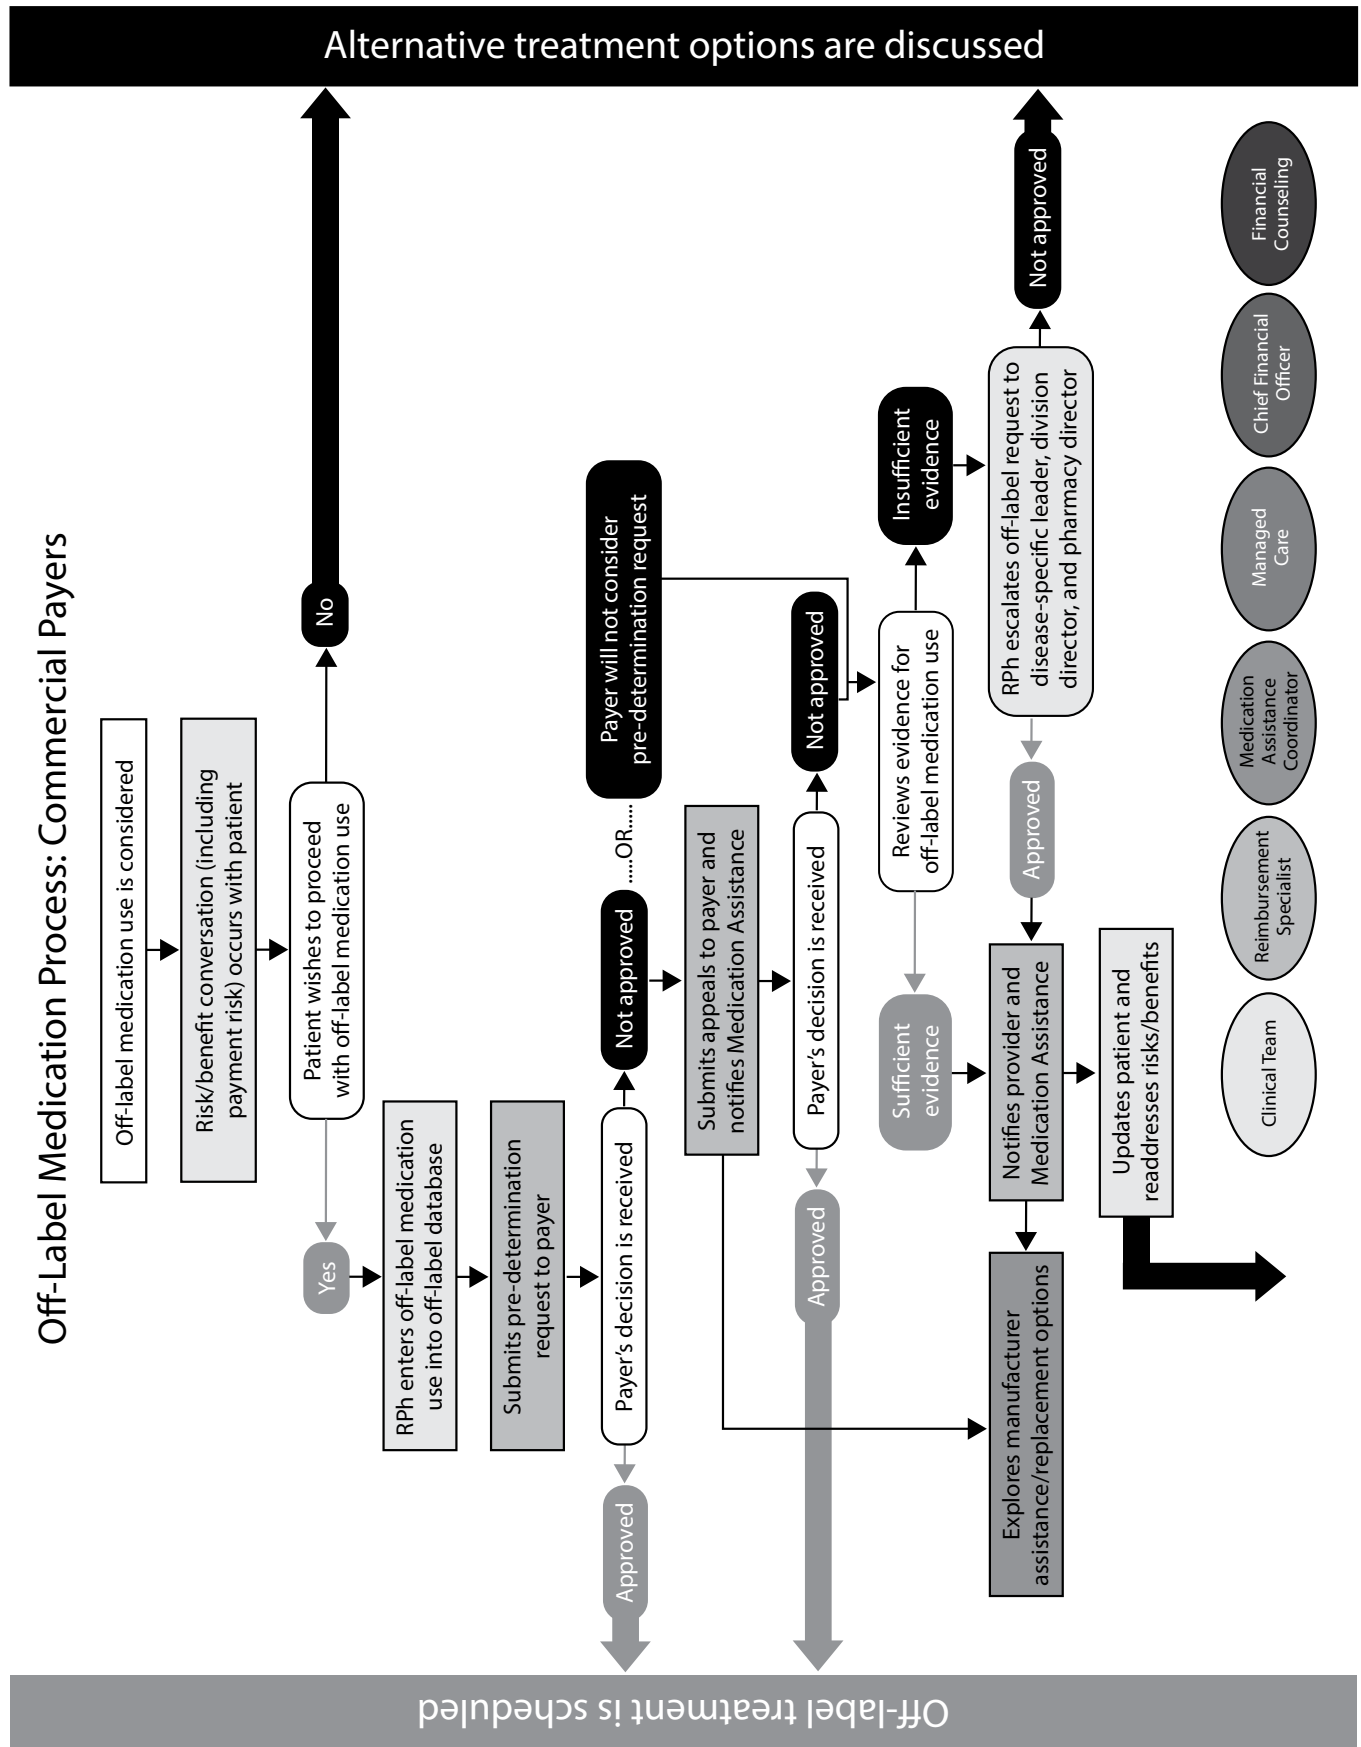 Off-Label Medication Process: Commercial Payers
Off-label medication use is considered
Risk/benefit conversation (including
payment risk) occurs with patient
Patient wishes to proceed
with off-label medication use
Yes
No
RPh enters off-label medication
use into off-label database
Submits pre-determination
request to payer
Payer's decision is received
Approved
Not approved
......OR......
Payer will not consider
pre-determination request
Submits appeals to payer and
notifies Medication Assistance
Payer's decision is received
Approved
Not approved
Reviews evidence for
off-label medication use
Sufficient
evidence
Insufficient
evidence
RPh escalates off-label request to
disease-specific leader, division
director, and pharmacy director
Approved
Not approved
Notifies provider and
Medication Assistance
Explores manufacturer
assistance/replacement options
Updates patient and
readdresses risks/benefits
Off-label treatment is scheduled
Alternative treatment options are discussed
Clinical Team
Reimbursement
Specialist
Medication
Assistance
Coordinator
Managed
Care
Chief Financial
Officer
Financial
Counseling